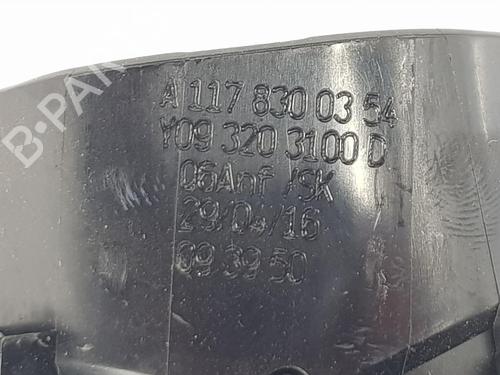 A 117 830 03 54
Y09 320 3100 D
06Anf /SK
29/04/16
09 39 50
B-PAR